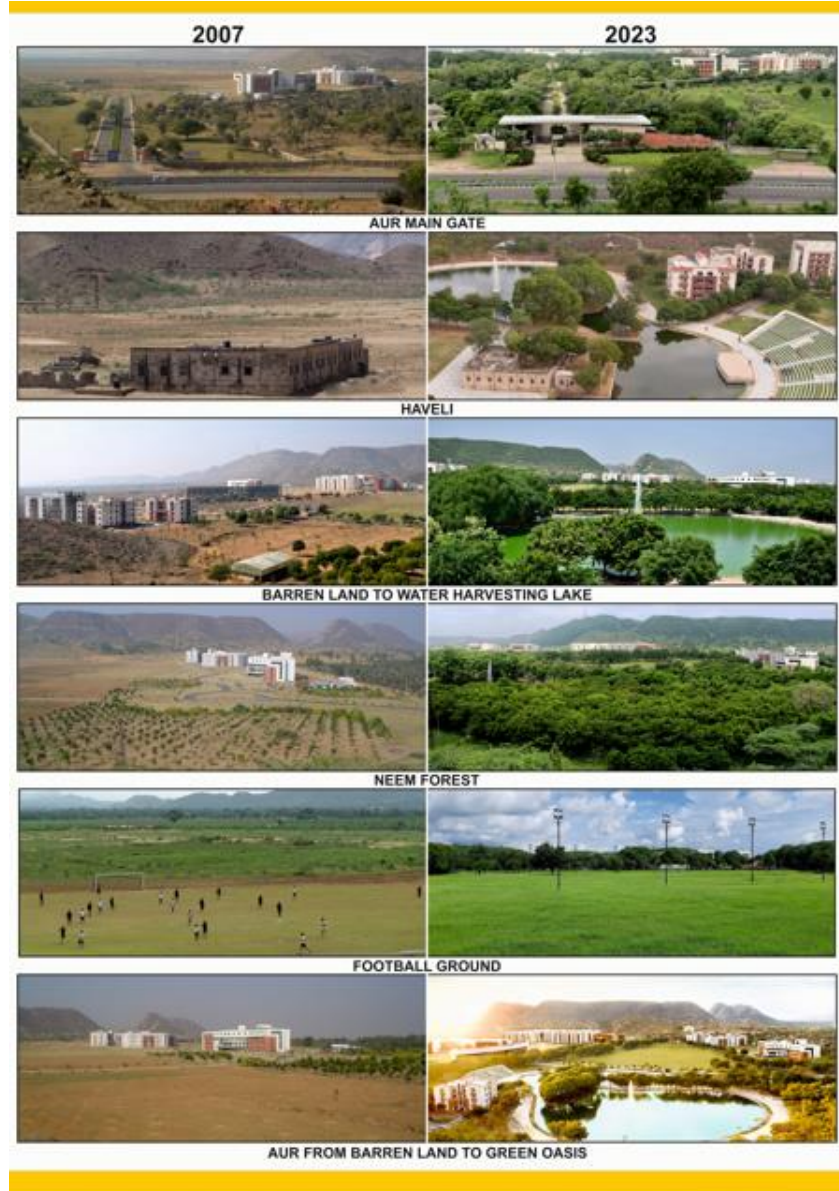 2007
2023
AUR MAIN GATE
HAVELI
BARREN LAND TO WATER HARVESTING LAKE
NEEM FOREST
FOOTBALL GROUND
AUR FROM BARREN LAND TO GREEN OASIS